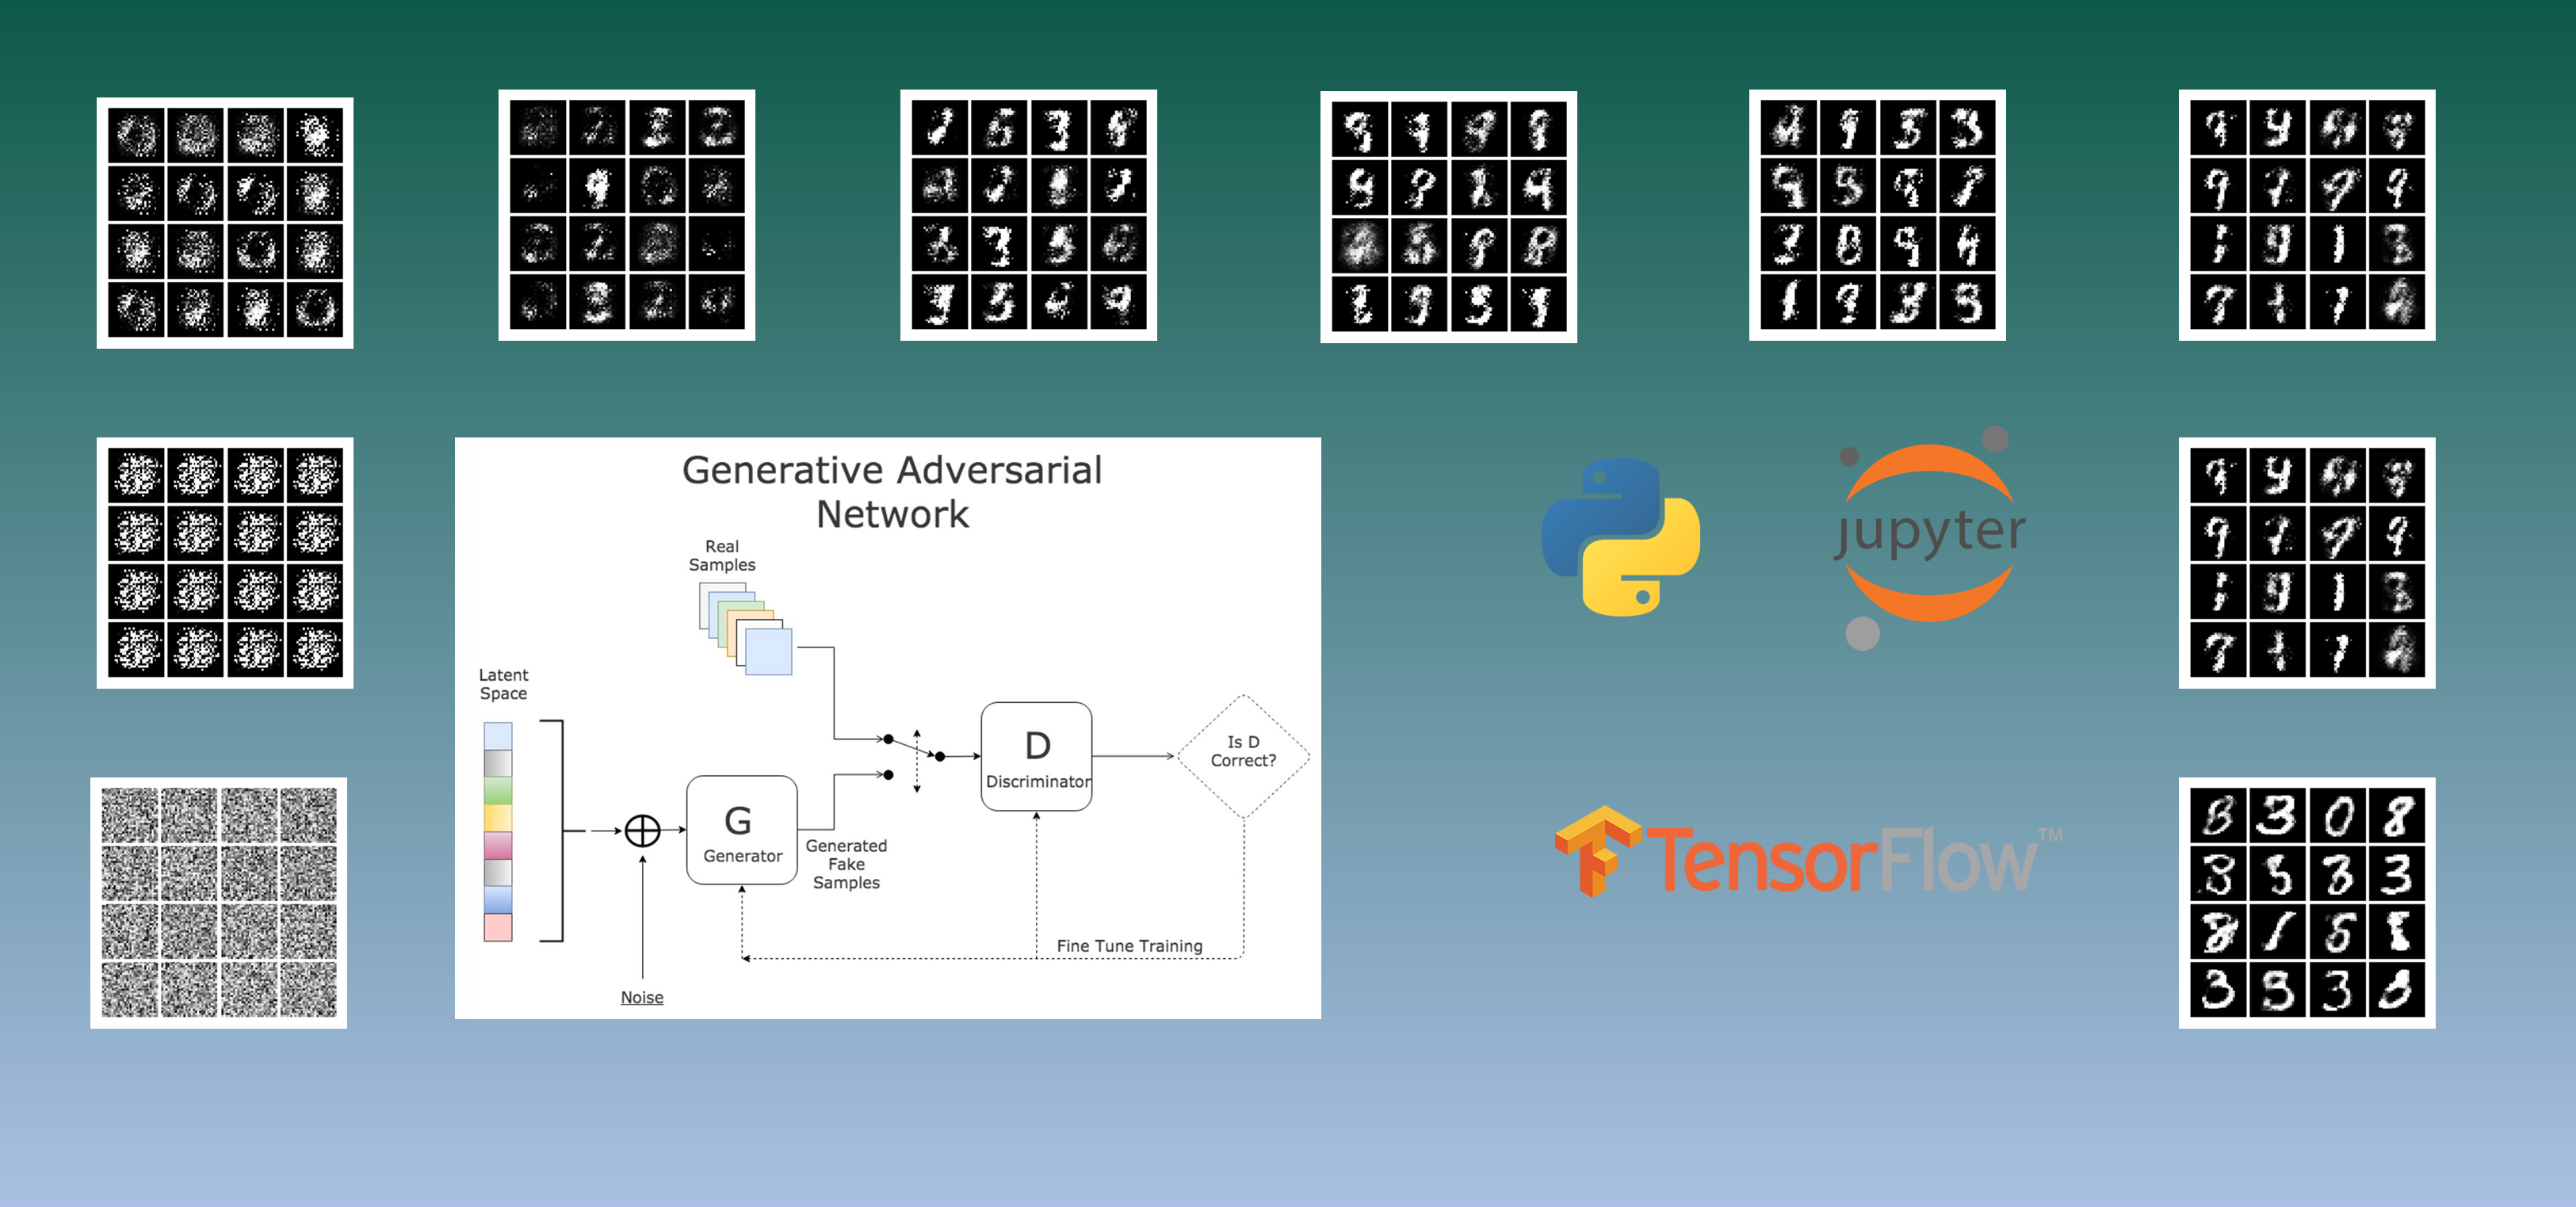 Generative Adversarial
Network
Real
Samples
Latent
Space
G
Generator
Generated
Fake
Samples
D
Discriminator
Is D
Correct?
Fine Tune Training
Noise
jupyter
TensorFlow™